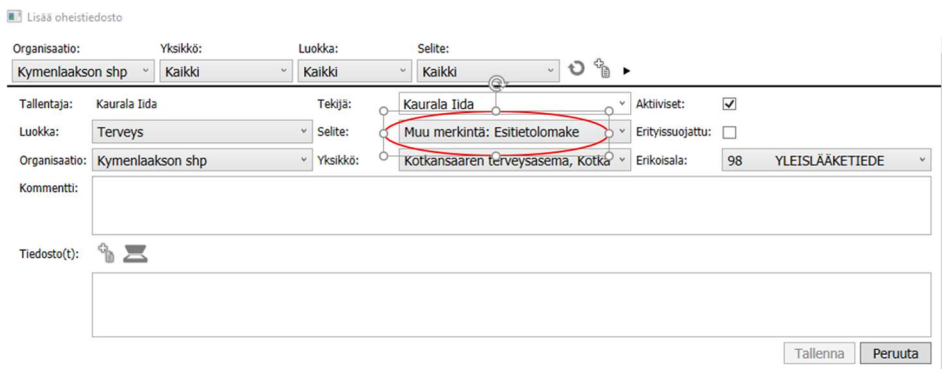 Lisää oheistiedosto
Organisaatio: Yksikkö: Luokka: Selite:
Kymenlaakson shp Kaikki Kaikki Kaikki
Tallentaja: Kaurala Iida Tekijä: Kaurala Iida Aktiiviset:
Luokka: Terveys Selite: Muu merkintä: Esitietolomake Erityissuojattu:
Organisaatio: Kymenlaakson shp Yksikkö: Kotkansaaren terveysasema, Kotka Erikoisala: 98 YLEISLÄÄKETIEDE
Kommentti:
Tiedosto(t):
Tallenna Peruuta